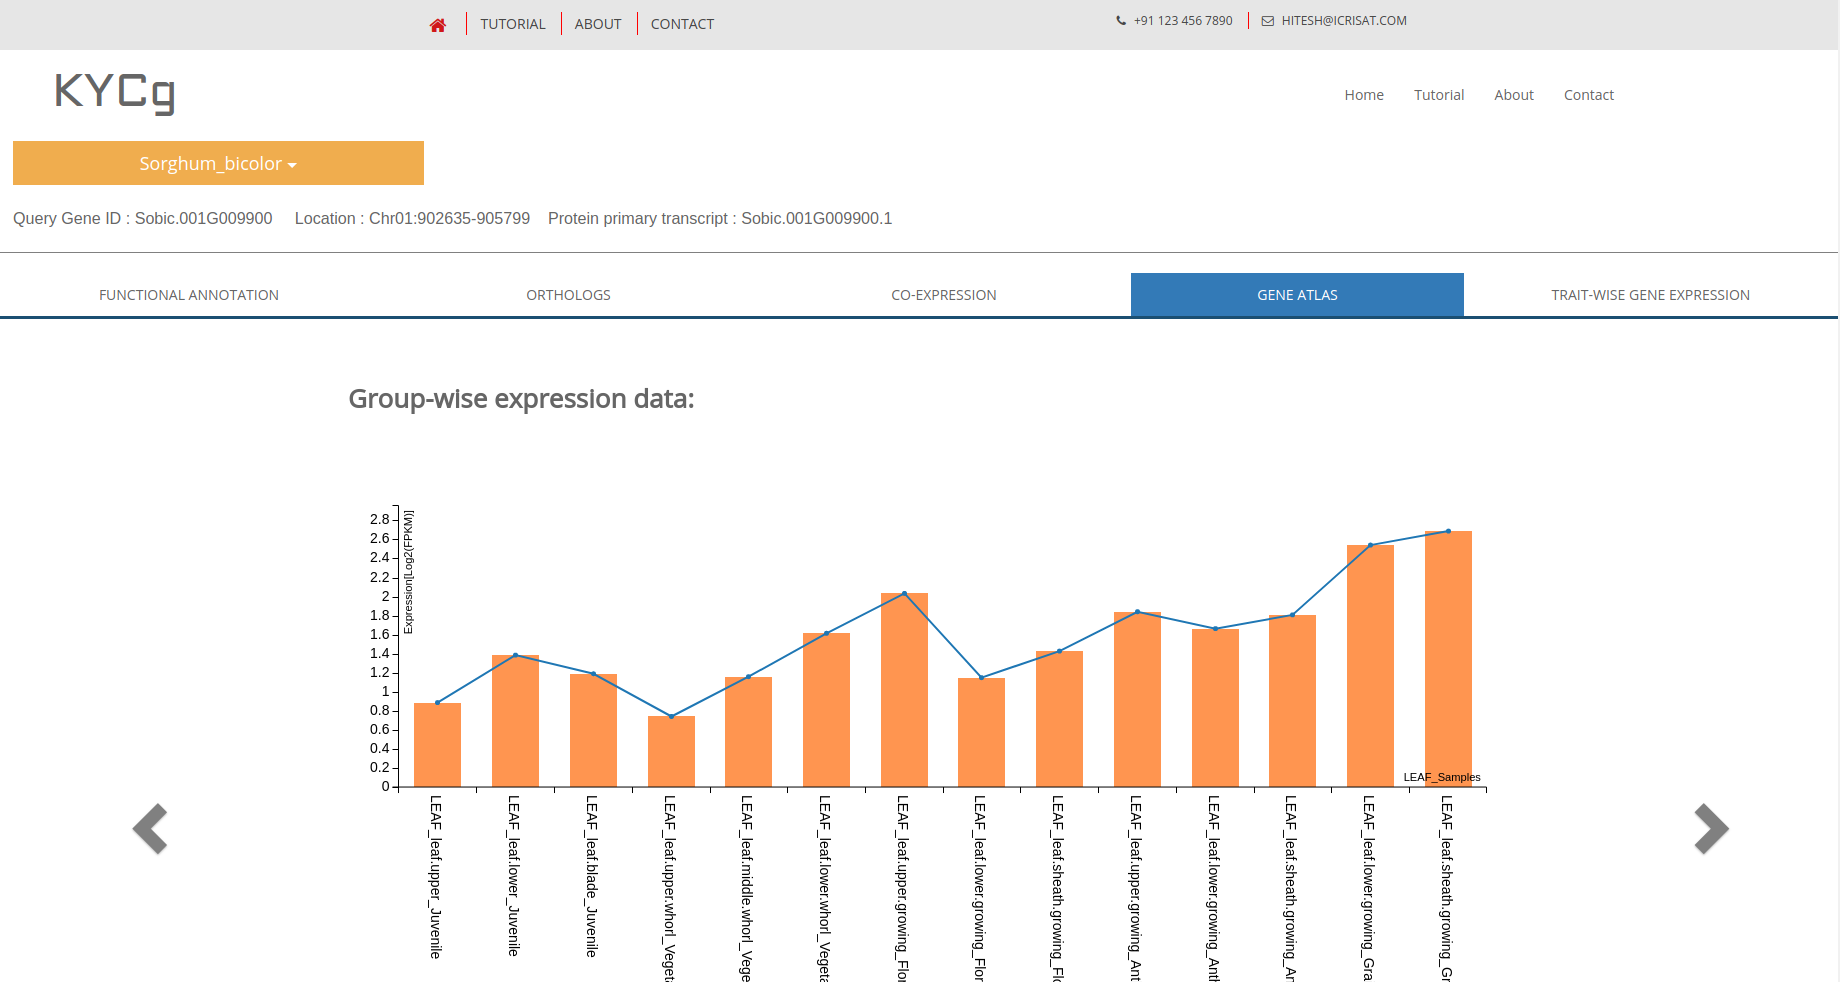 TUTORIAL ABOUT CONTACT +91 123 456 7890 HITESH@ICRISAT.COM
KYCg
Home Tutorial About Contact
Sorghum_bicolor
Query Gene ID : Sobic.001G009900 Location : Chr01:902635-905799 Protein primary transcript : Sobic.001G009900.1
FUNCTIONAL ANNOTATION ORTHOLOGS CO-EXPRESSION GENE ATLAS TRAIT-WISE GENE EXPRESSION
Group-wise expression data:
Expression[Log2(FPKM)]
2.8
2.6
2.4
2.2
2
1.8
1.6
1.4
1.2
1
0.8
0.6
0.4
0.2
0
LEAF_Samples
LEAF_leaf.upper_Juvenile
LEAF_leaf.lower_Juvenile
LEAF_leaf.blade_Juvenile
LEAF_leaf.upper.whorl_Veget
LEAF_leaf.middle.whorl_Vege
LEAF_leaf.lower.whorl_Vegeta
LEAF_leaf.upper.growing_Flor
LEAF_leaf.lower.growing_Flor
LEAF_leaf.sheath.growing_Flo
LEAF_leaf.upper.growing_Ant
LEAF_leaf.lower.growing_Anth
LEAF_leaf.sheath.growing_An
LEAF_leaf.lower.growing_Gra
LEAF_leaf.sheath.growing_Gr